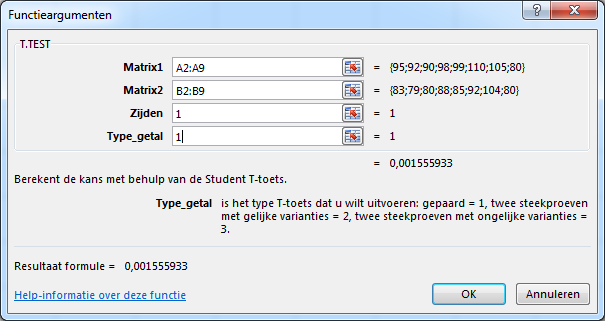 Functieargumenten
T.TEST
Matrix1 A2:A9 = {95;92;90;98;99;110;105;80}
Matrix2 B2:B9 = {83;79;80;88;85;92;104;80}
Zijden 1 = 1
Type_getal 1 = 1
= 0,001555933
Berekent de kans met behulp van de Student T-toets.
Type_getal is het type T-toets dat u wilt uitvoeren: gepaard = 1, twee steekproeven
met gelijke varianties = 2, twee steekproeven met ongelijke varianties =
3.
Resultaat formule = 0,001555933
Help-informatie over deze functie
OK
Annuleren